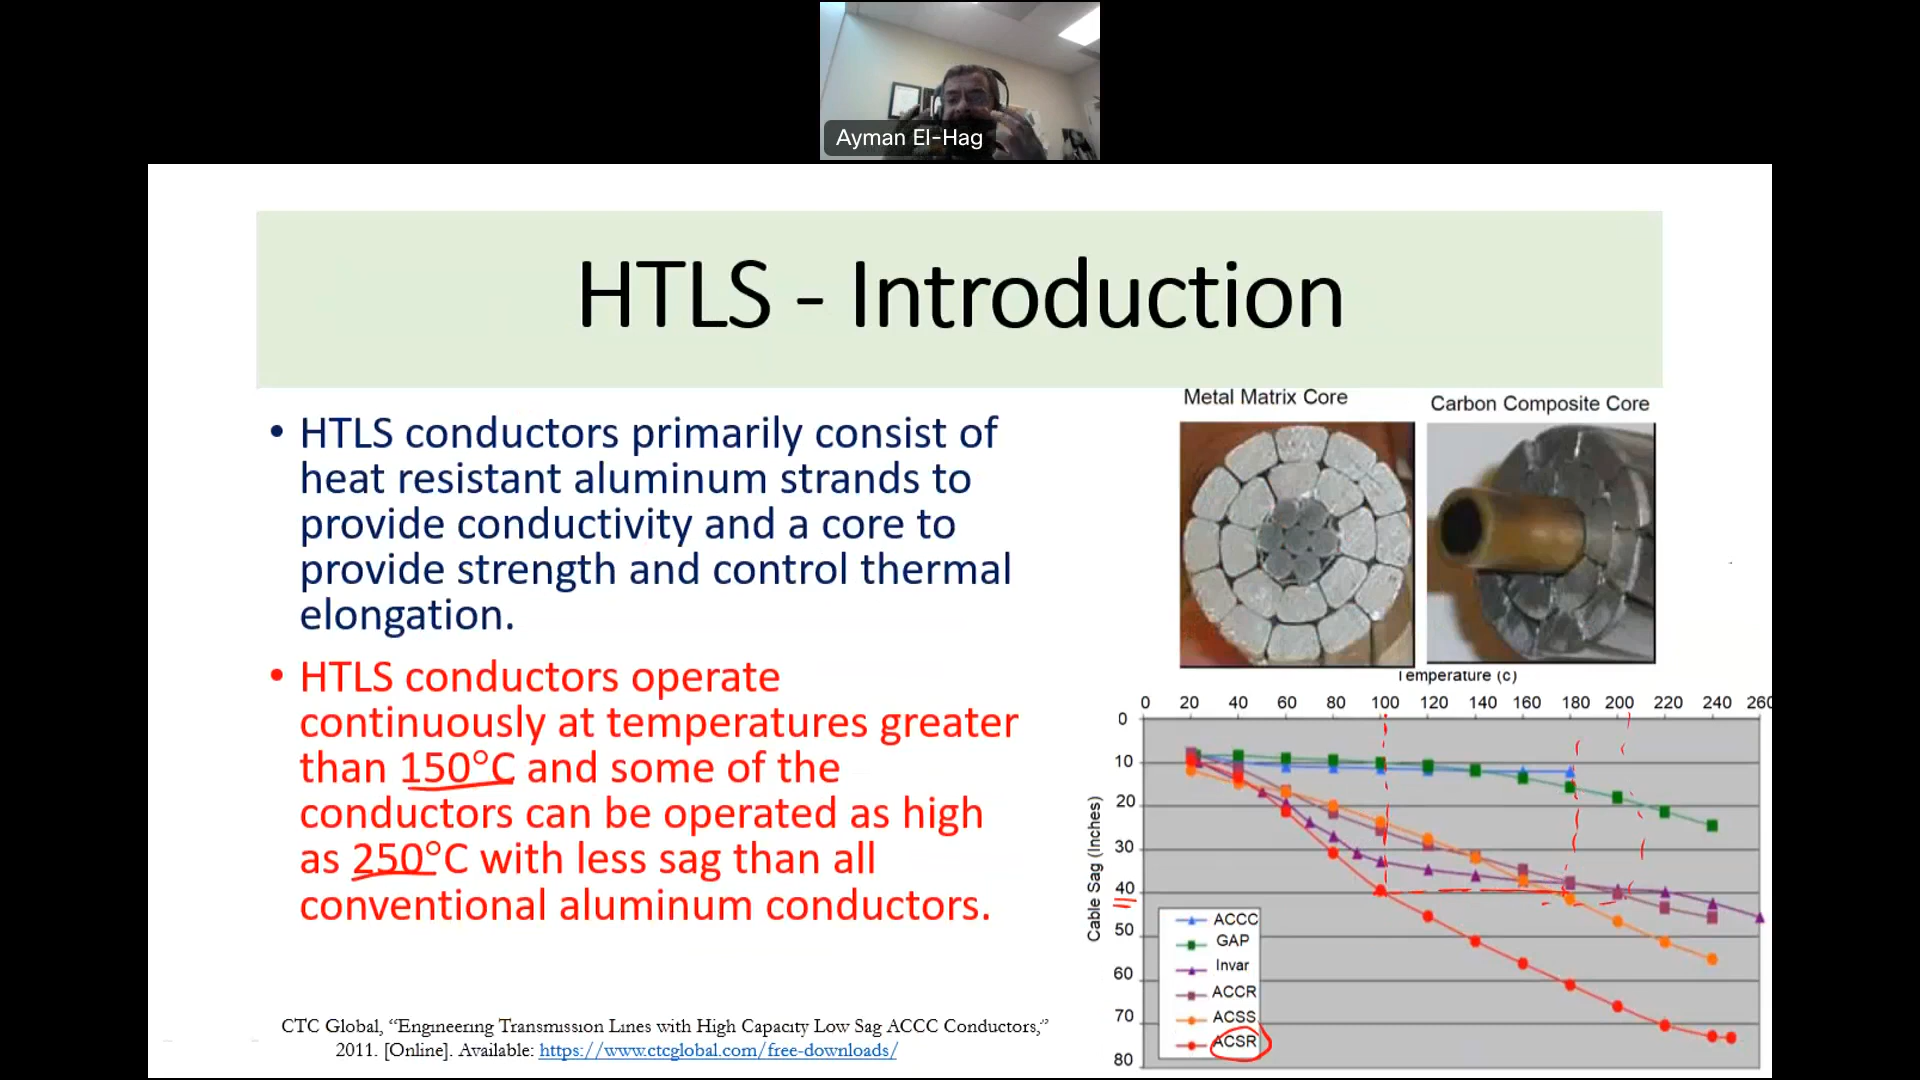 Ayman El-Hag
HTLS - Introduction
• HTLS conductors primarily consist of
heat resistant aluminum strands to
provide conductivity and a core to
provide strength and control thermal
elongation.
• HTLS conductors operate
continuously at temperatures greater
than 150°C and some of the
conductors can be operated as high
as 250°C with less sag than all
conventional aluminum conductors.
CTC Global, “Engineering Transmission Lines with High Capacity Low Sag ACCC Conductors,”
2011. [Online]. Available: https://www.ctcglobal.com/free-downloads/
Metal Matrix Core
Carbon Composite Core
Temperature (c)
0 20 40 60 80 100 120 140 160 180 200 220 240 260
Cable Sag (Inches)
0
10
20
30
40
50
60
70
80
ACCC
GAP
Invar
ACCR
ACSS
ACSR